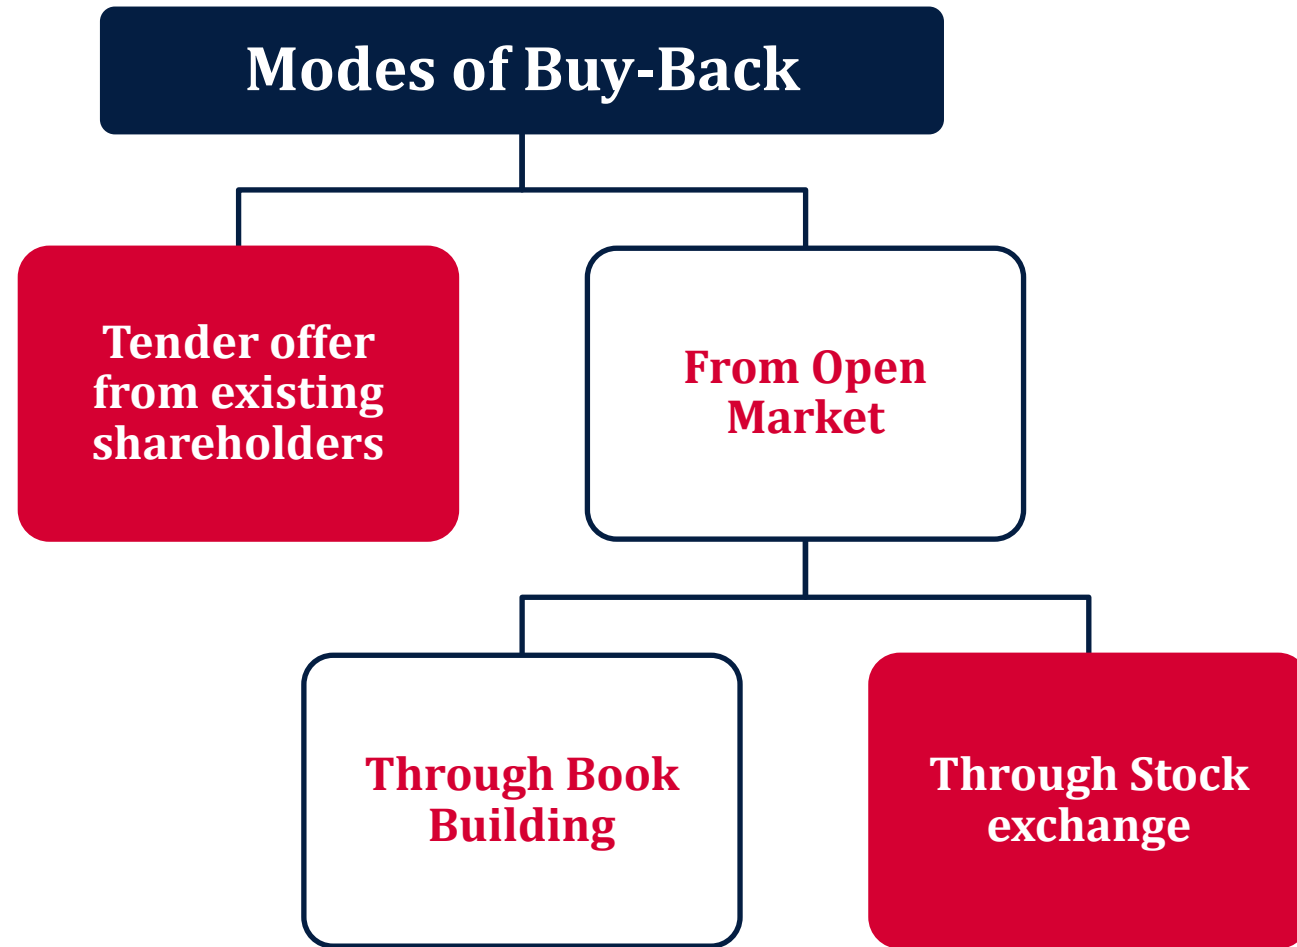 Modes of Buy-Back
Tender offer
from existing
shareholders
From Open
Market
Through Book
Building
Through Stock
exchange